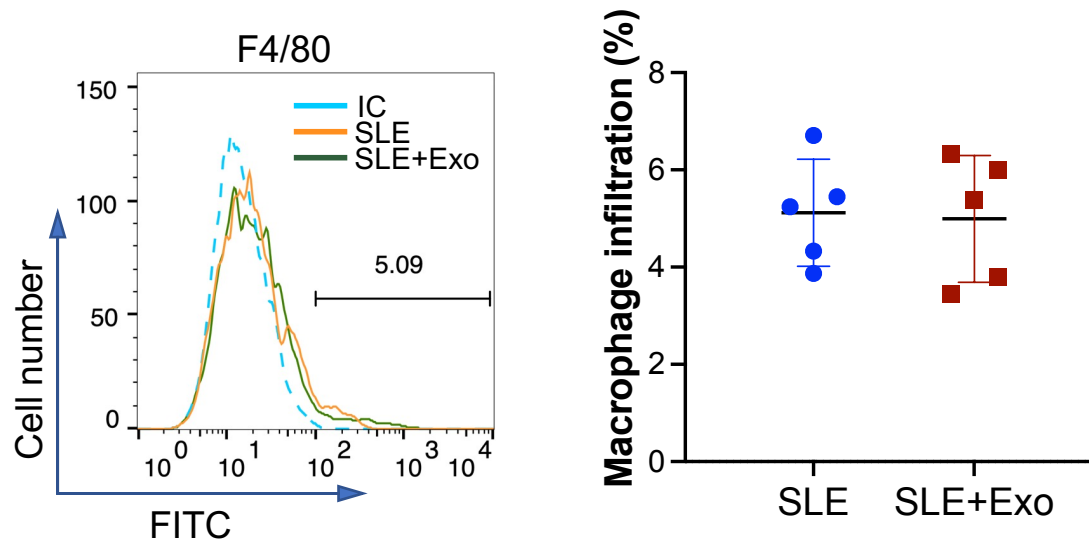 F4/80
150
100
50
0
IC
SLE
SLE+Exo
5.09
10 0
10 1
10 2
10 3
10 4
Cell number
FITC
Macrophage infiltration (%)
8
6
4
2
0
SLE
SLE+Exo